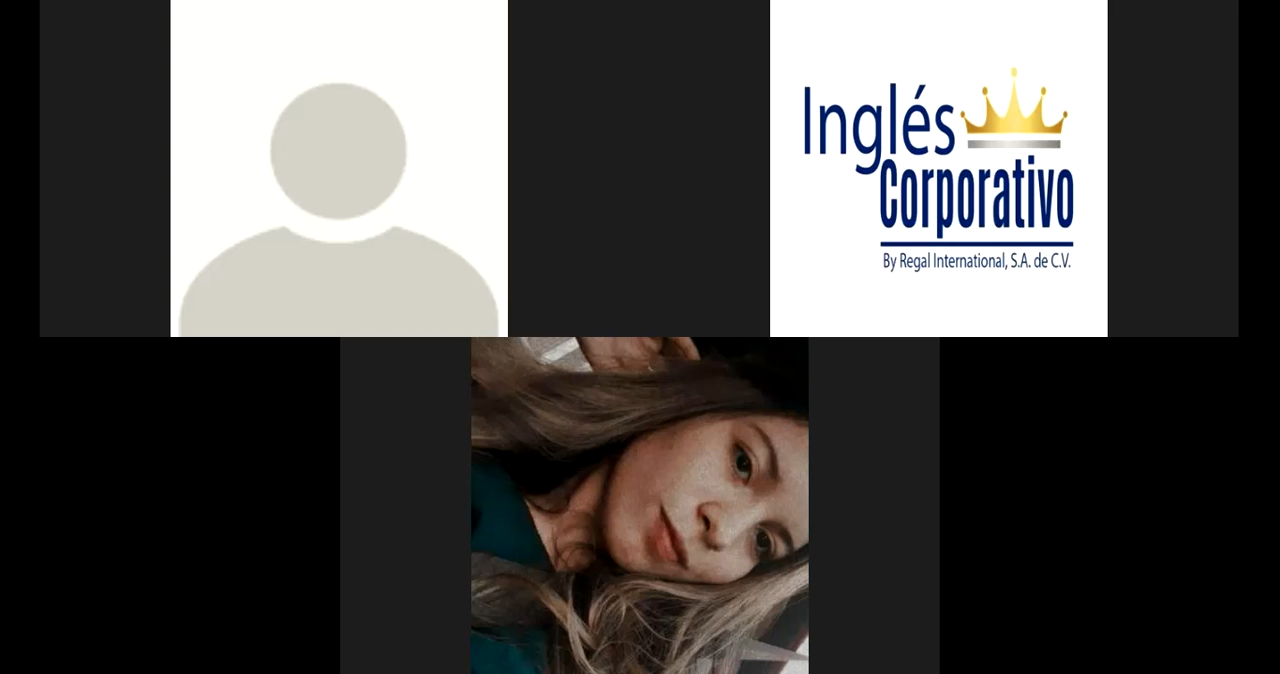 Inglés
Corporativo
By Regal International, S.A. de C.V.